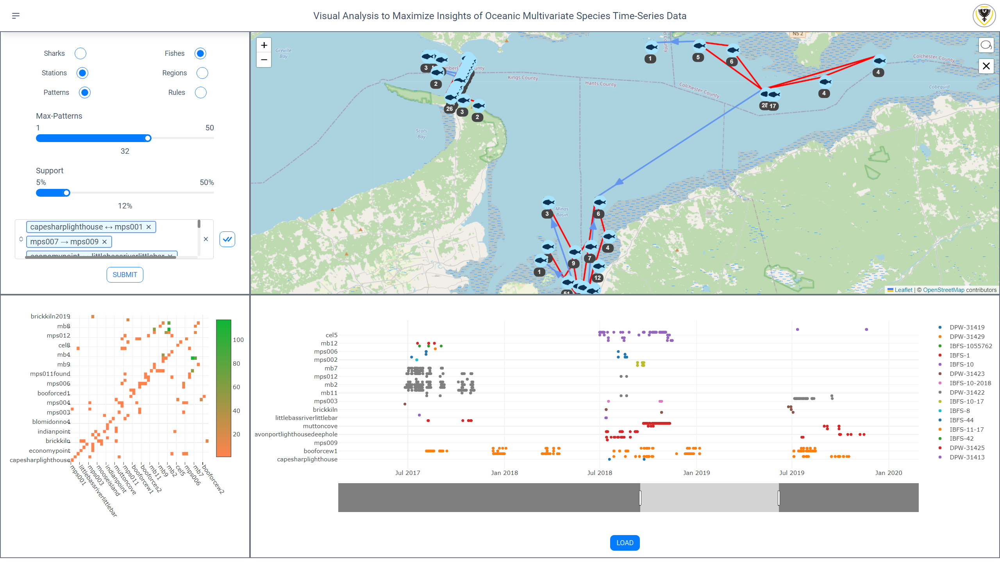 Visual Analysis to Maximize Insights of Oceanic Multivariate Species Time-Series Data
Sharks
Fishes
Stations
Regions
Patterns
Rules
Max-Patterns
1
50
32
Support
5%
50%
12%
capesharplighthouse ↔ mps001 ×
mps007 → mps009 ×
economypoint ↔ littlebassriverlittlebar ×
×
SUBMIT
+
−
Greville
Bay
Kings County
Hants County
Colchester County
Colchester County
NS 2
Cobequid
Bay
Scots
Bay
Minas
Basin
3
2
26
3
2
1
5
6
4
4
28
17
3
6
4
1
9
7
12
51
Leaflet | © OpenStreetMap contributors
brickkiln2019
mb8
mps012
cel8
mb4
mb9
mps011found
mps006
booforced1
mps004
mps003
blomidonno4
indianpoint
brickkiln
economypoint
capesharplighthouse
mps001
littlebassriverlittlebar
mps003
mooseisland
indianpoint
muttoncove
mps011
booforcew1
booforces2
mb11
mb9
mb2
cel5
mps006
mb7
booforcew2
100
80
60
40
20
cel5
mb12
mps006
mps002
mb7
mps012
mb2
mb11
mps003
brickkiln
littlebassriverlittlebar
muttoncove
avonportlighthousedeephole
mps009
booforcew1
capesharplighthouse
Jul 2017
Jan 2018
Jul 2018
Jan 2019
Jul 2019
Jan 2020
DPW-31419
DPW-31429
IBFS-1055762
IBFS-1
IBFS-10
DPW-31423
IBFS-10-2018
DPW-31422
IBFS-10-17
IBFS-8
IBFS-44
IBFS-11-17
IBFS-42
DPW-31425
DPW-31413
LOAD